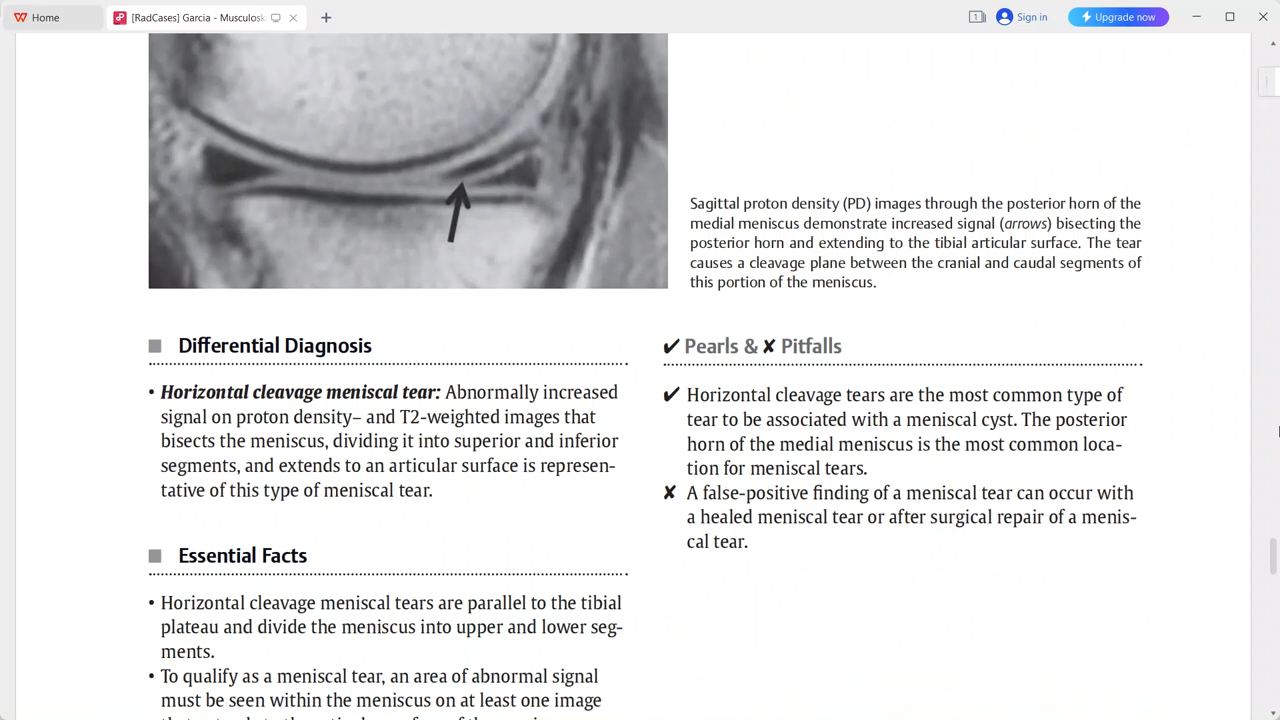 Home
[RadCases] Garcia - Musculosk
1
Sign in
Upgrade now
Sagittal proton density (PD) images through the posterior horn of the
medial meniscus demonstrate increased signal (arrows) bisecting the
posterior horn and extending to the tibial articular surface. The tear
causes a cleavage plane between the cranial and caudal segments of
this portion of the meniscus.
Differential Diagnosis
• Horizontal cleavage meniscal tear: Abnormally increased
signal on proton density– and T2-weighted images that
bisects the meniscus, dividing it into superior and inferior
segments, and extends to an articular surface is represen-
tative of this type of meniscal tear.
Essential Facts
• Horizontal cleavage meniscal tears are parallel to the tibial
plateau and divide the meniscus into upper and lower seg-
ments.
• To qualify as a meniscal tear, an area of abnormal signal
must be seen within the meniscus on at least one image
✔ Pearls & ✘ Pitfalls
✔ Horizontal cleavage tears are the most common type of
tear to be associated with a meniscal cyst. The posterior
horn of the medial meniscus is the most common loca-
tion for meniscal tears.
✘ A false-positive finding of a meniscal tear can occur with
a healed meniscal tear or after surgical repair of a menis-
cal tear.